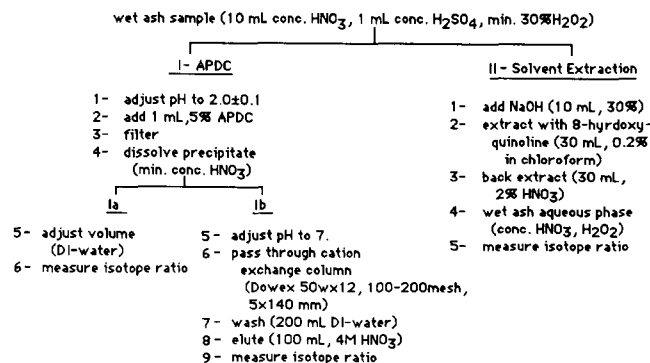 wet ash sample (10 mL conc. HNO₃, 1 mL conc. H₂SO₄, min. 30%H₂O₂)
I- APDC
1- adjust pH to 2.0±0.1
2- add 1 mL,5% APDC
3- filter
4- dissolve precipitate
(min. conc. HNO₃)
Ia
5- adjust volume
(DI-water)
6- measure isotope ratio
Ib
5- adjust pH to 7.
6- pass through cation
exchange column
(Dowex 50wx12, 100-200mesh,
5x140 mm)
7- wash (200 mL DI-water)
8- elute (100 mL, 4M HNO₃)
9- measure isotope ratio
II- Solvent Extraction
1- add NaOH (10 mL, 30%)
2- extract with 8-hyrdoxy-
quinoline (30 mL, 0.2%
in chloroform)
3- back extract (30 mL,
2% HNO₃)
4- wet ash aqueous phase
(conc. HNO₃, H₂O₂)
5- measure isotope ratio